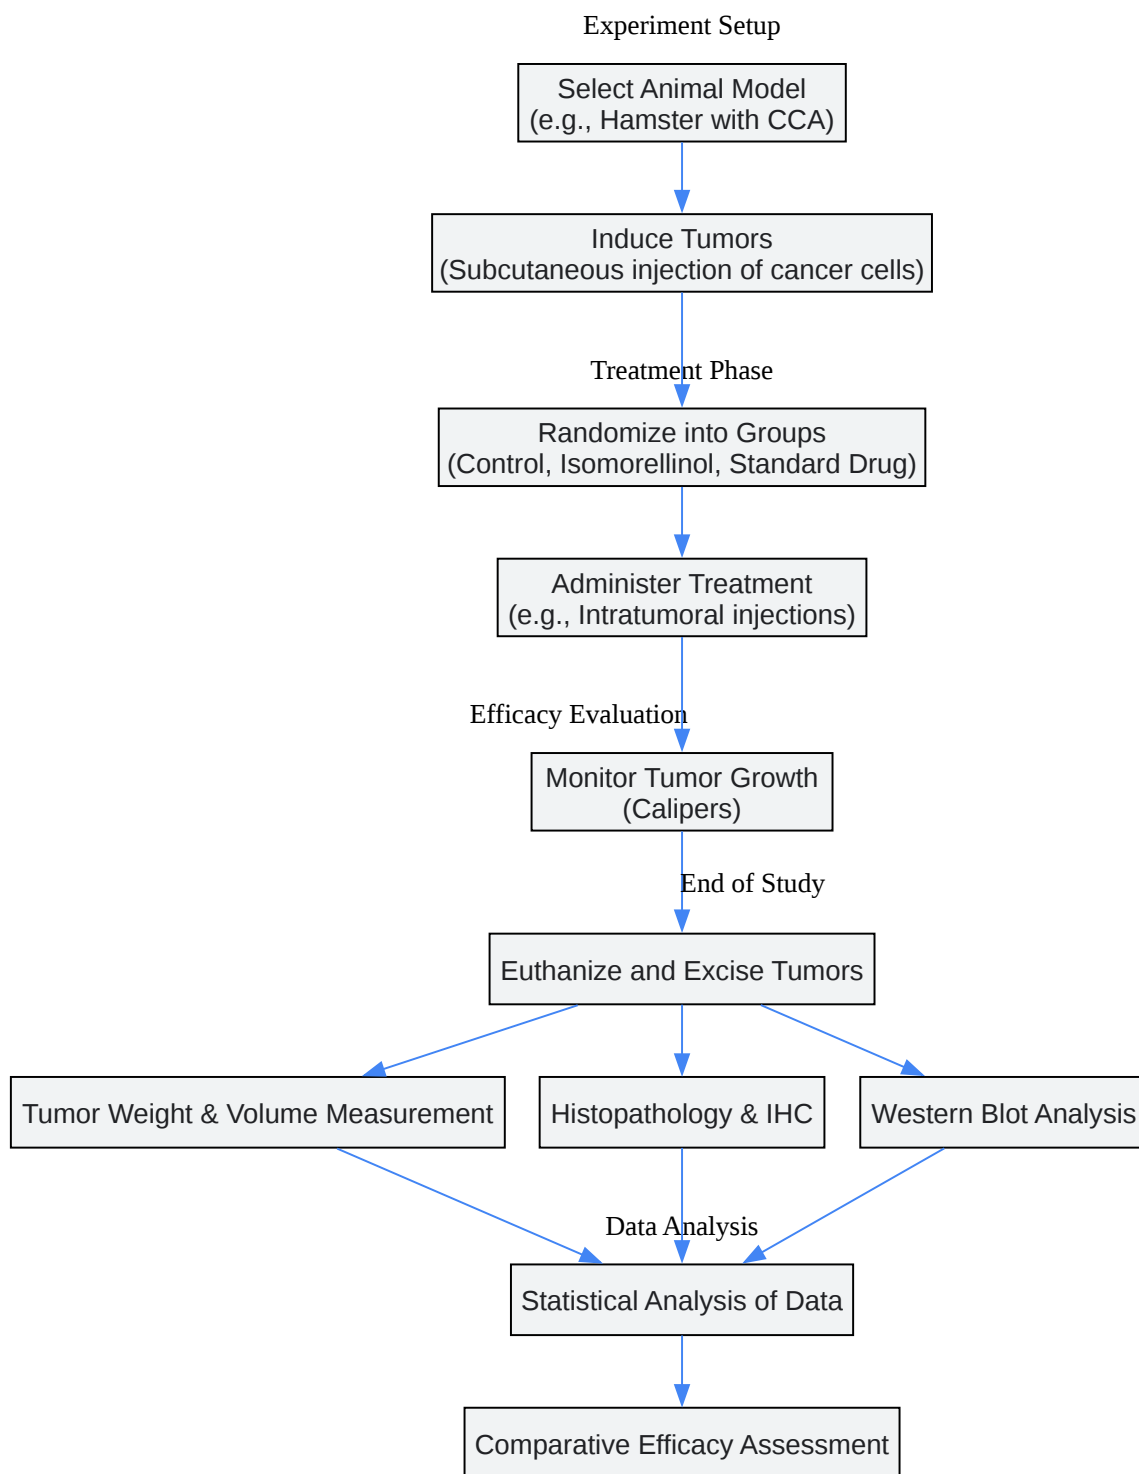 Experiment Setup
Select Animal Model
(e.g., Hamster with CCA)
Induce Tumors
(Subcutaneous injection of cancer cells)
Treatment Phase
Randomize into Groups
(Control, Isomorellinol, Standard Drug)
Administer Treatment
(e.g., Intratumoral injections)
Efficacy Evaluation
Monitor Tumor Growth
(Calipers)
End of Study
Euthanize and Excise Tumors
Tumor Weight & Volume Measurement
Histopathology & IHC
Western Blot Analysis
Data Analysis
Statistical Analysis of Data
Comparative Efficacy Assessment